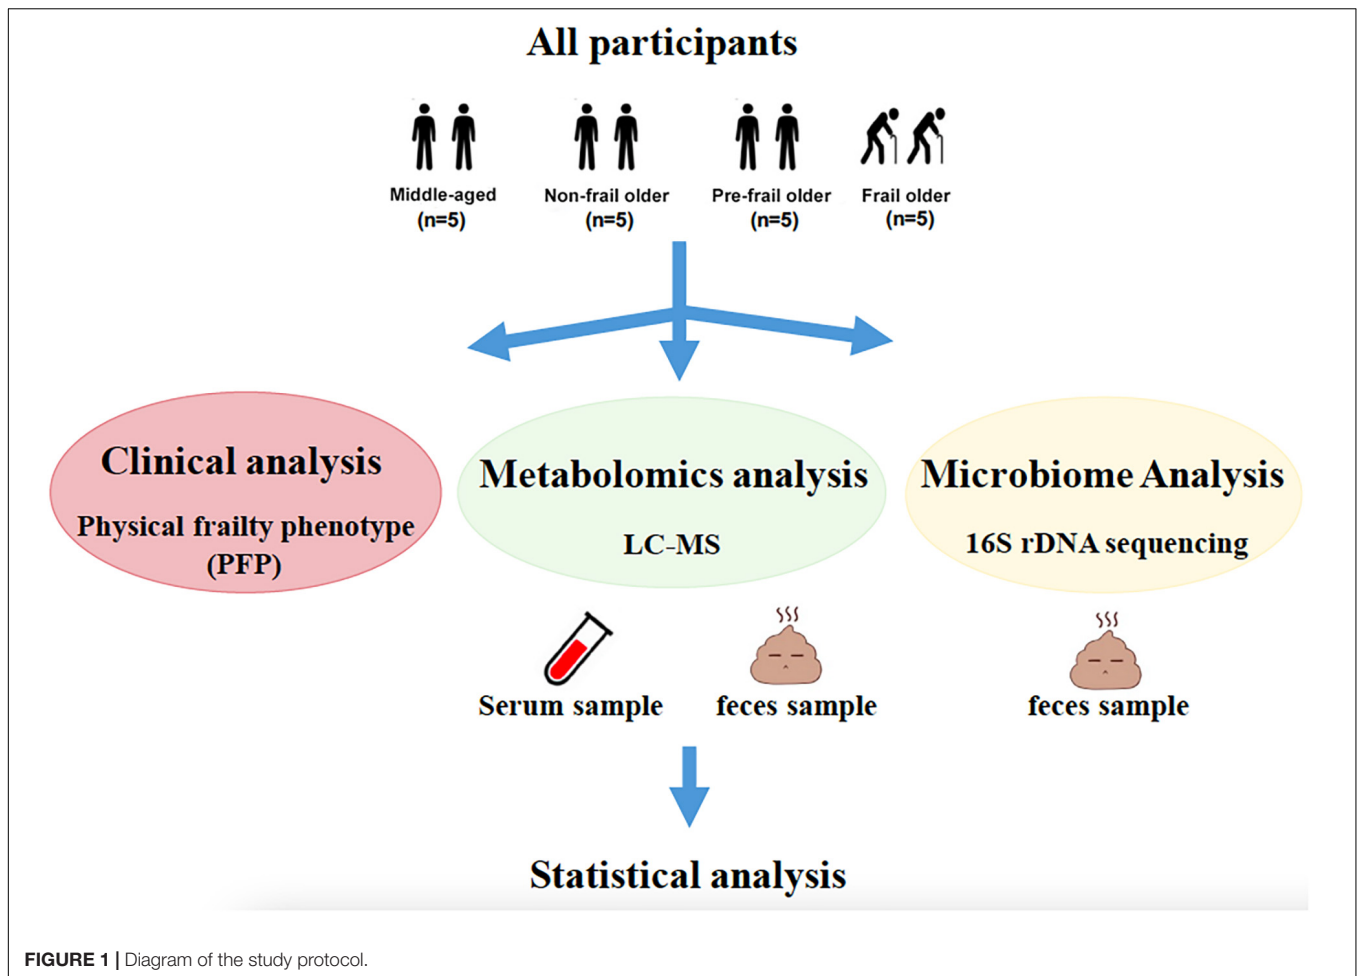 All participants
Middle-aged Non-frail older Pre-frail older Frail older
(n=5) (n=5) (n=5) (n=5)
Clinical analysis
Physical frailty phenotype
(PFP)
Metabolomics analysis
LC-MS
Microbiome Analysis
16S rDNA sequencing
Serum sample feces sample feces sample
Statistical analysis
FIGURE 1 | Diagram of the study protocol.